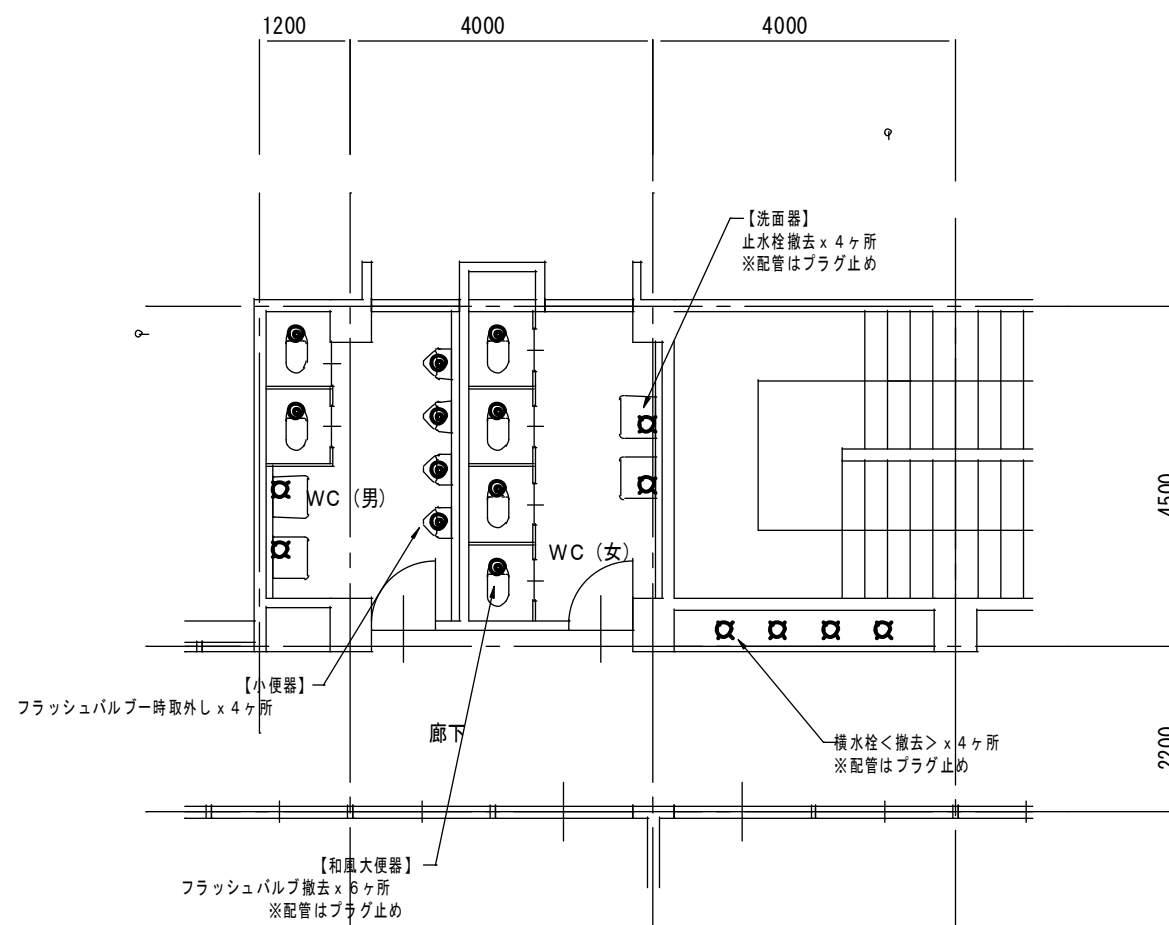 1200
4000
4000
【洗面器】
止水栓撤去 x 4ヶ所
※配管はプラグ止め
WC（男）
WC（女）
4500
【小便器】
フラッシュバルブ一時取外し x 4ヶ所
廊下
横水栓＜撤去＞ x 4ヶ所
※配管はプラグ止め
2200
【和風大便器】
フラッシュバルブ撤去 x 6ヶ所
※配管はプラグ止め